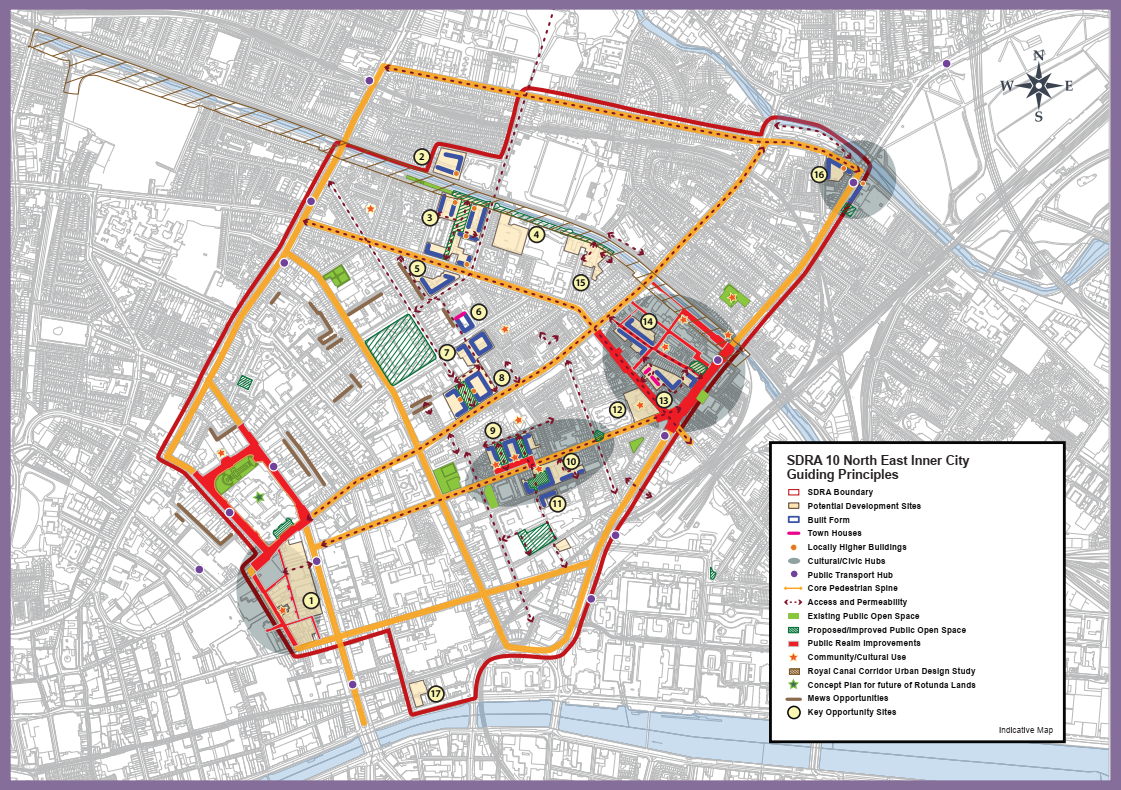 N
W
E
S
2
16
3
4
5
15
6
14
7
8
13
12
9
10
11
1
17
SDRA 10 North East Inner City
Guiding Principles
SDRA Boundary
Potential Development Sites
Built Form
Town Houses
Locally Higher Buildings
Cultural/Civic Hubs
Public Transport Hub
Core Pedestrian Spine
Access and Permeability
Existing Public Open Space
Proposed/Improved Public Open Space
Public Realm Improvements
Community/Cultural Use
Royal Canal Corridor Urban Design Study
Concept Plan for future of Rotunda Lands
Mews Opportunities
Key Opportunity Sites
Indicative Map